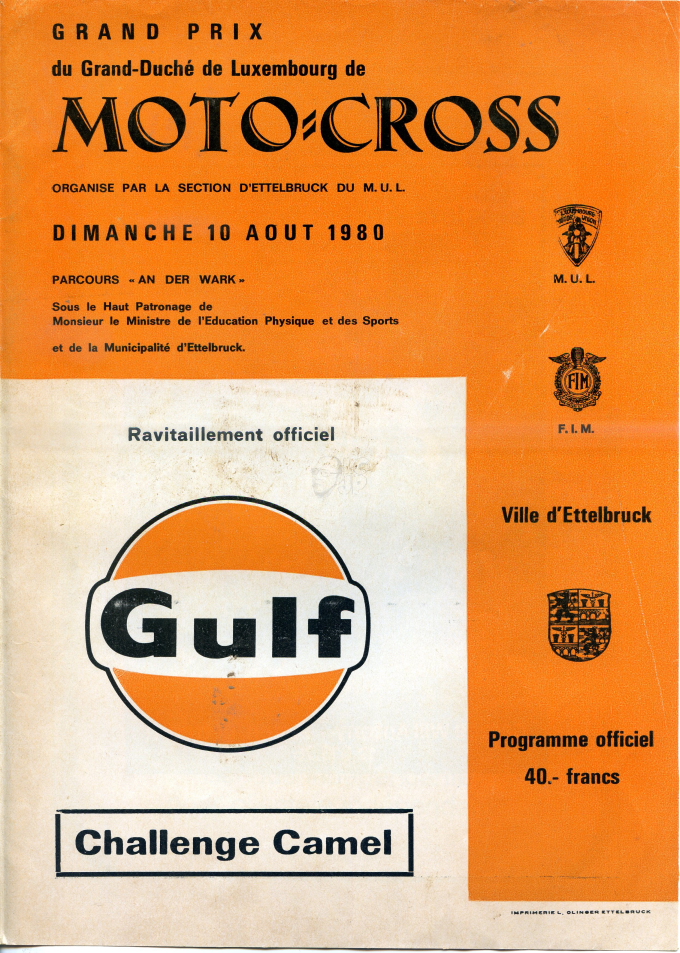 GRAND PRIX
du Grand-Duché de Luxembourg de
MOTO=CROSS
ORGANISE PAR LA SECTION D'ETTELBRUCK DU M. U. L.
DIMANCHE 10 AOUT 1980
PARCOURS « AN DER WARK »
Sous le Haut Patronage de
Monsieur le Ministre de l'Education Physique et des Sports
et de la Municipalité d'Ettelbruck.
M. U. L.
FIM
F. I. M.
Ravitaillement officiel
Gulf
Challenge Camel
Ville d'Ettelbruck
Programme officiel
40.- francs
IMPRIMERIE L. OLINGER ETTELBRUCK